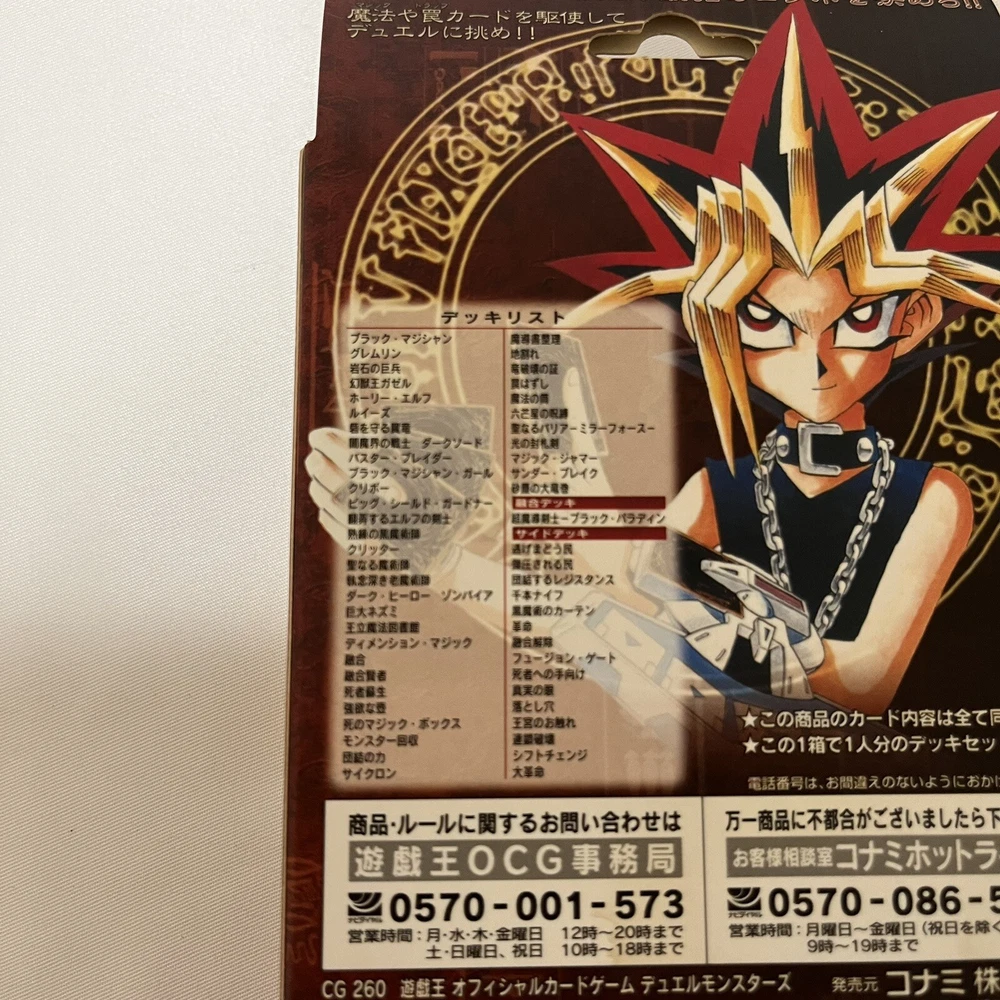 魔法や罠カードを駆使して
マジック トラップ
デュエルに挑め!!
デッキリスト
ブラック・マジシャン
グレムリン
岩石の巨兵
幻獣王ガゼル
ホーリー・エルフ
ルイーズ
砦を守る翼竜
闇魔界の戦士 ダークソード
バスター・ブレイダー
ブラック・マジシャン・ガール
クリボー
ビッグ・シールド・ガードナー
翻弄するエルフの剣士
熟練の黒魔術師
クリッター
聖なる魔術師
執念深き老魔術師
ダーク・ヒーロー ゾンバイア
巨大ネズミ
王立魔法図書館
ディメンション・マジック
融合
融合賢者
死者蘇生
強欲な壺
死のマジック・ボックス
モンスター回収
団結の力
サイクロン
魔導書整理
地割れ
竜破壊の証
罠はずし
魔法の筒
六芒星の呪縛
聖なるバリアーミラーフォースー
光の封札剣
マジック・ジャマー
サンダー・ブレイク
砂塵の大竜巻
融合デッキ
超魔導剣士ーブラック・パラディン
サイドデッキ
逃げまどう民
弾圧される民
団結するレジスタンス
千本ナイフ
黒魔術のカーテン
革命
融合解除
フュージョン・ゲート
死者への手向け
真実の眼
落とし穴
王宮のお触れ
連鎖破壊
シフトチェンジ
大革命
★この商品のカード内容は全て同
★この1箱で1人分のデッキセッ
電話番号は、お間違えのないようにおか
商品・ルールに関するお問い合わせは
遊戯王OCG事務局
ナビダイヤル 0570-001-573
営業時間:月・水・木・金曜日 12時〜20時まで
土・日曜日、祝日 10時〜18時まで
万一商品に不都合がございましたら下
お客様相談室 コナミホットラ
ナビダイヤル 0570-086-5
営業時間:月曜日〜金曜日(祝日を除く
9時〜19時まで
CG 260 遊戯王 オフィシャルカードゲーム デュエルモンスターズ
発売元 コナミ 株